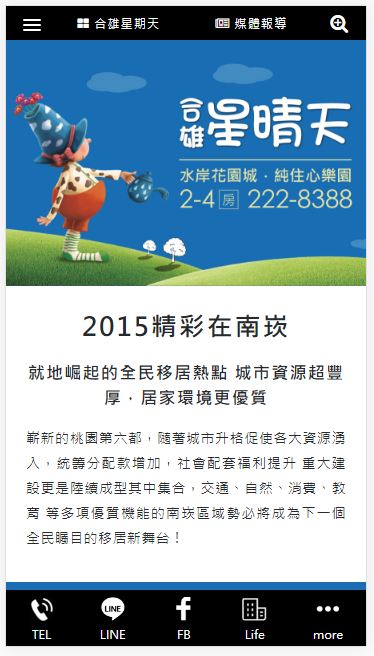 合雄星期天 媒體報導
合雄 星晴天
水岸花園城．純住心樂園
2-4房 222-8388
2015精彩在南崁
就地崛起的全民移居熱點 城市資源超豐
厚．居家環境更優質
嶄新的桃園第六都，隨著城市升格促使各大資源湧
入，統籌分配款增加，社會配套福利提升 重大建
設更是陸續成型其中集合，交通、自然、消費、教
育 等多項優質機能的南崁區域勢必將成為下一個
全民矚目的移居新舞台！
LINE
TEL LINE FB Life more